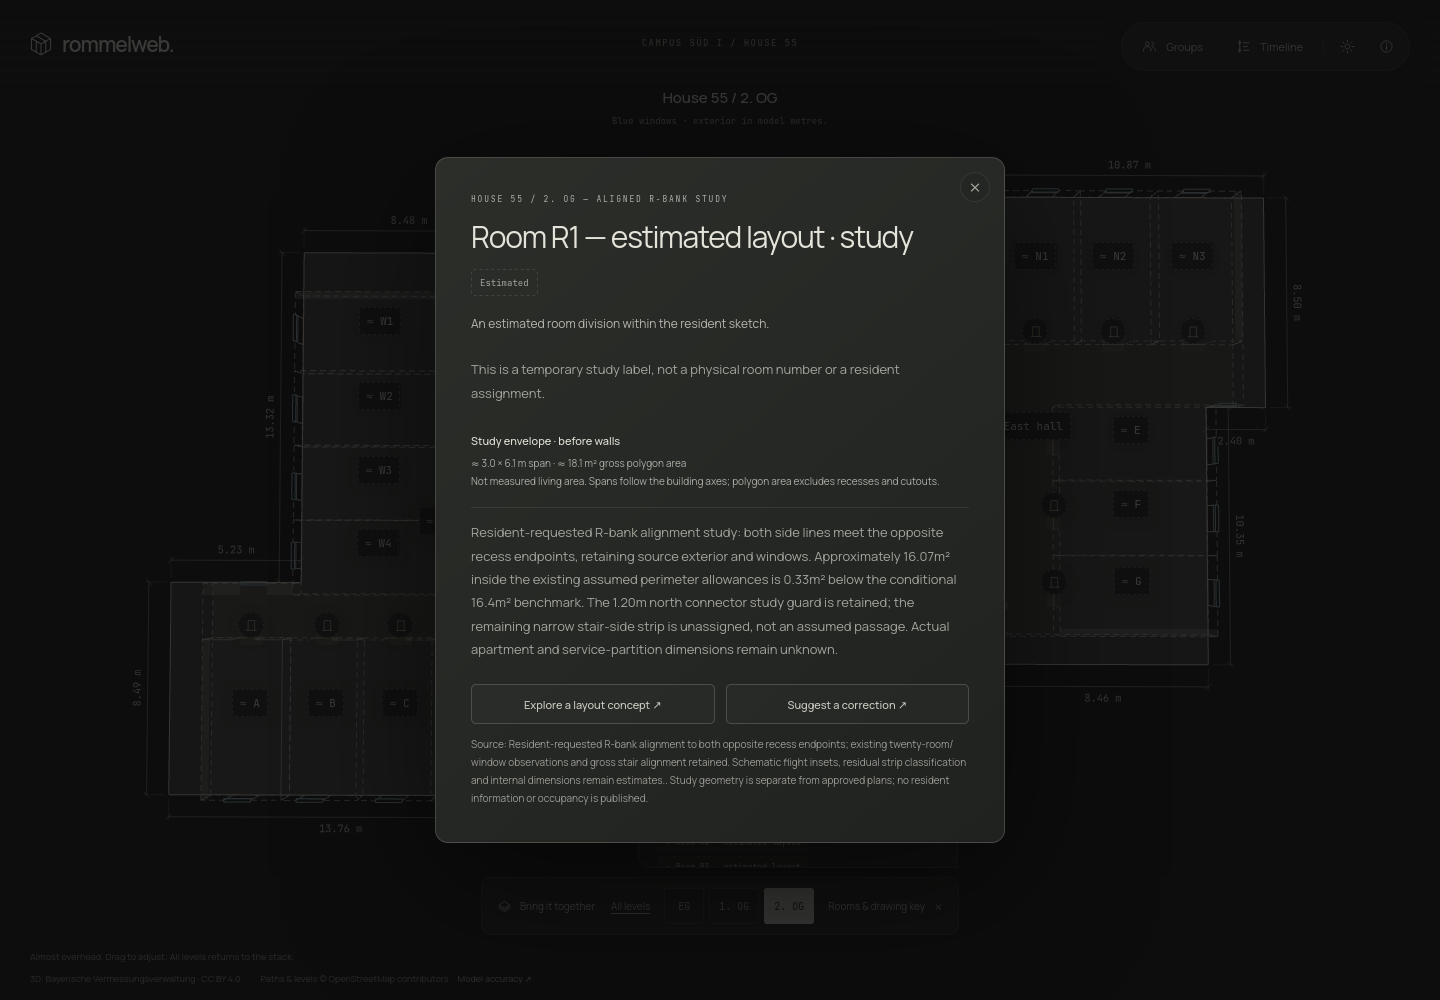 rommelweb.
CAMPUS SÜD I / HOUSE 55
Groups
Timeline
House 55 / 2. OG
Blue windows · exterior in model metres.
10.87 m
8.48 m
8.50 m
13.32 m
2.40 m
10.35 m
5.23 m
8.49 m
13.76 m
3.46 m
≈ W1
≈ W2
≈ W3
≈ W4
≈ A
≈ B
≈ C
≈ N1
≈ N2
≈ N3
East hall
≈ E
≈ F
≈ G
HOUSE 55 / 2. OG — ALIGNED R-BANK STUDY
Room R1 — estimated layout · study
Estimated
An estimated room division within the resident sketch.
This is a temporary study label, not a physical room number or a resident
assignment.
Study envelope · before walls
≈ 3.0 × 6.1 m span · ≈ 18.1 m² gross polygon area
Not measured living area. Spans follow the building axes; polygon area excludes recesses and cutouts.
Resident-requested R-bank alignment study: both side lines meet the opposite
recess endpoints, retaining source exterior and windows. Approximately 16.07m²
inside the existing assumed perimeter allowances is 0.33m² below the conditional
16.4m² benchmark. The 1.20m north connector study guard is retained; the
remaining narrow stair-side strip is unassigned, not an assumed passage. Actual
apartment and service-partition dimensions remain unknown.
Explore a layout concept ↗
Suggest a correction ↗
Source: Resident-requested R-bank alignment to both opposite recess endpoints; existing twenty-room/
window observations and gross stair alignment retained. Schematic flight insets, residual strip classification
and internal dimensions remain estimates.. Study geometry is separate from approved plans; no resident
information or occupancy is published.
Bring it together
All levels
EG
1. OG
2. OG
Rooms & drawing key
×
Almost overhead. Drag to adjust. All levels returns to the stack.
3D: Bayerische Vermessungsverwaltung · CC BY 4.0
Paths & levels © OpenStreetMap contributors
Model accuracy ↗